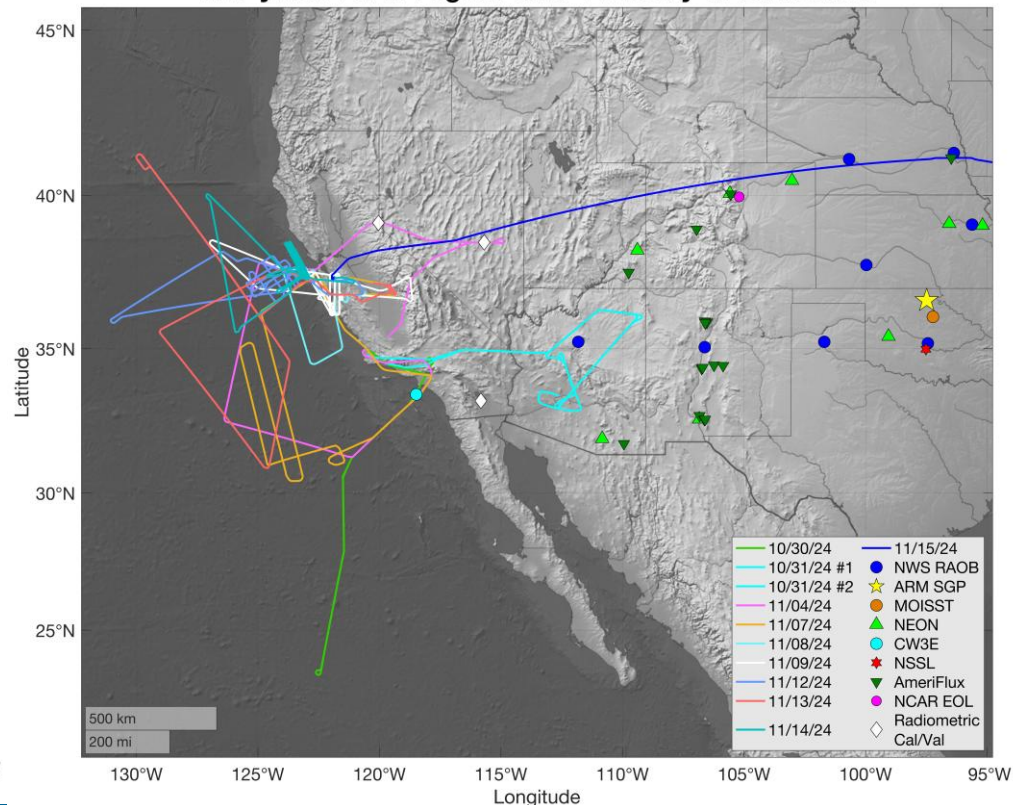 45°N
40°N
35°N
30°N
25°N
Latitude
500 km
200 mi
10/30/24
10/31/24 #1
10/31/24 #2
11/04/24
11/07/24
11/08/24
11/09/24
11/12/24
11/13/24
11/14/24
11/15/24
NWS RAOB
ARM SGP
MOISST
NEON
CW3E
NSSL
AmeriFlux
NCAR EOL
Radiometric
Cal/Val
130°W
125°W
120°W
115°W
110°W
105°W
100°W
95°W
Longitude